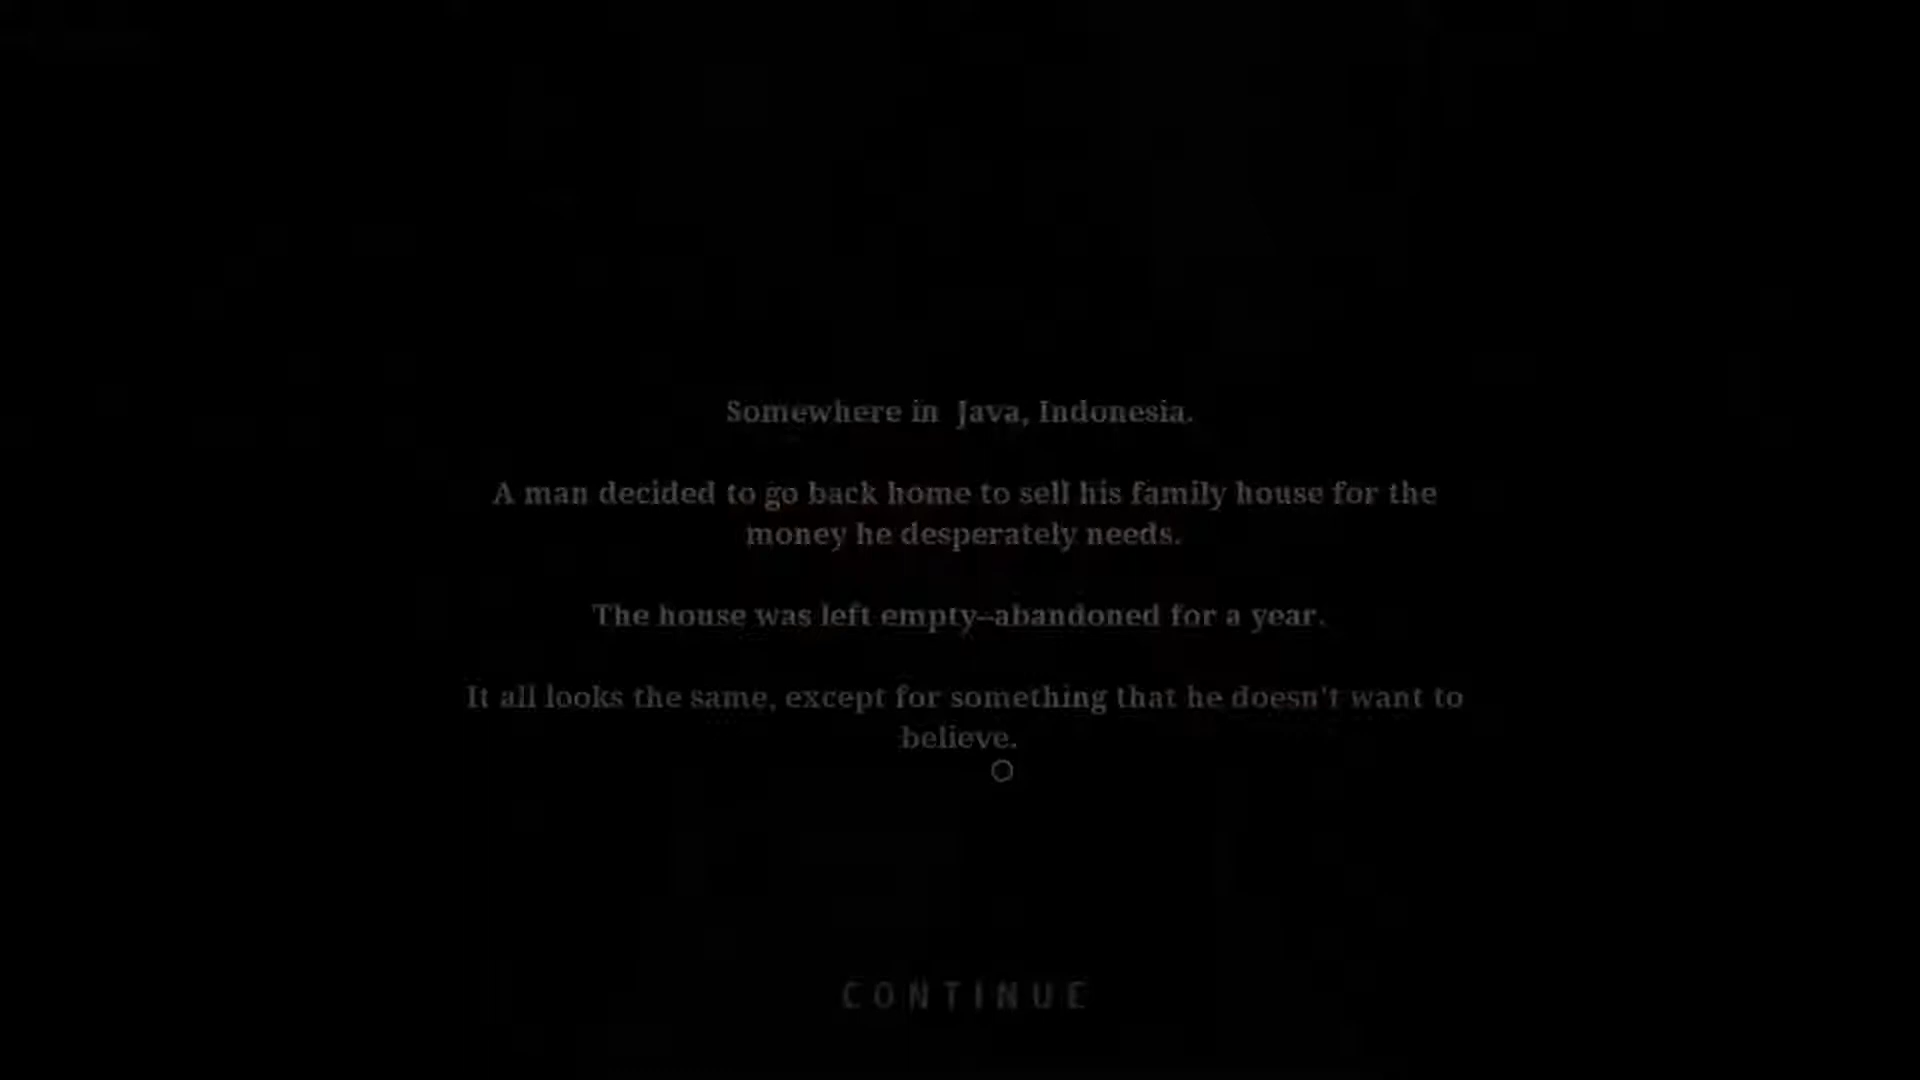 Somewhere in  Java, Indonesia.
A man decided to go back home to sell his family house for the
money he desperately needs.
The house was left empty–abandoned for a year.
It all looks the same, except for something that he doesn't want to
believe.
CONTINUE